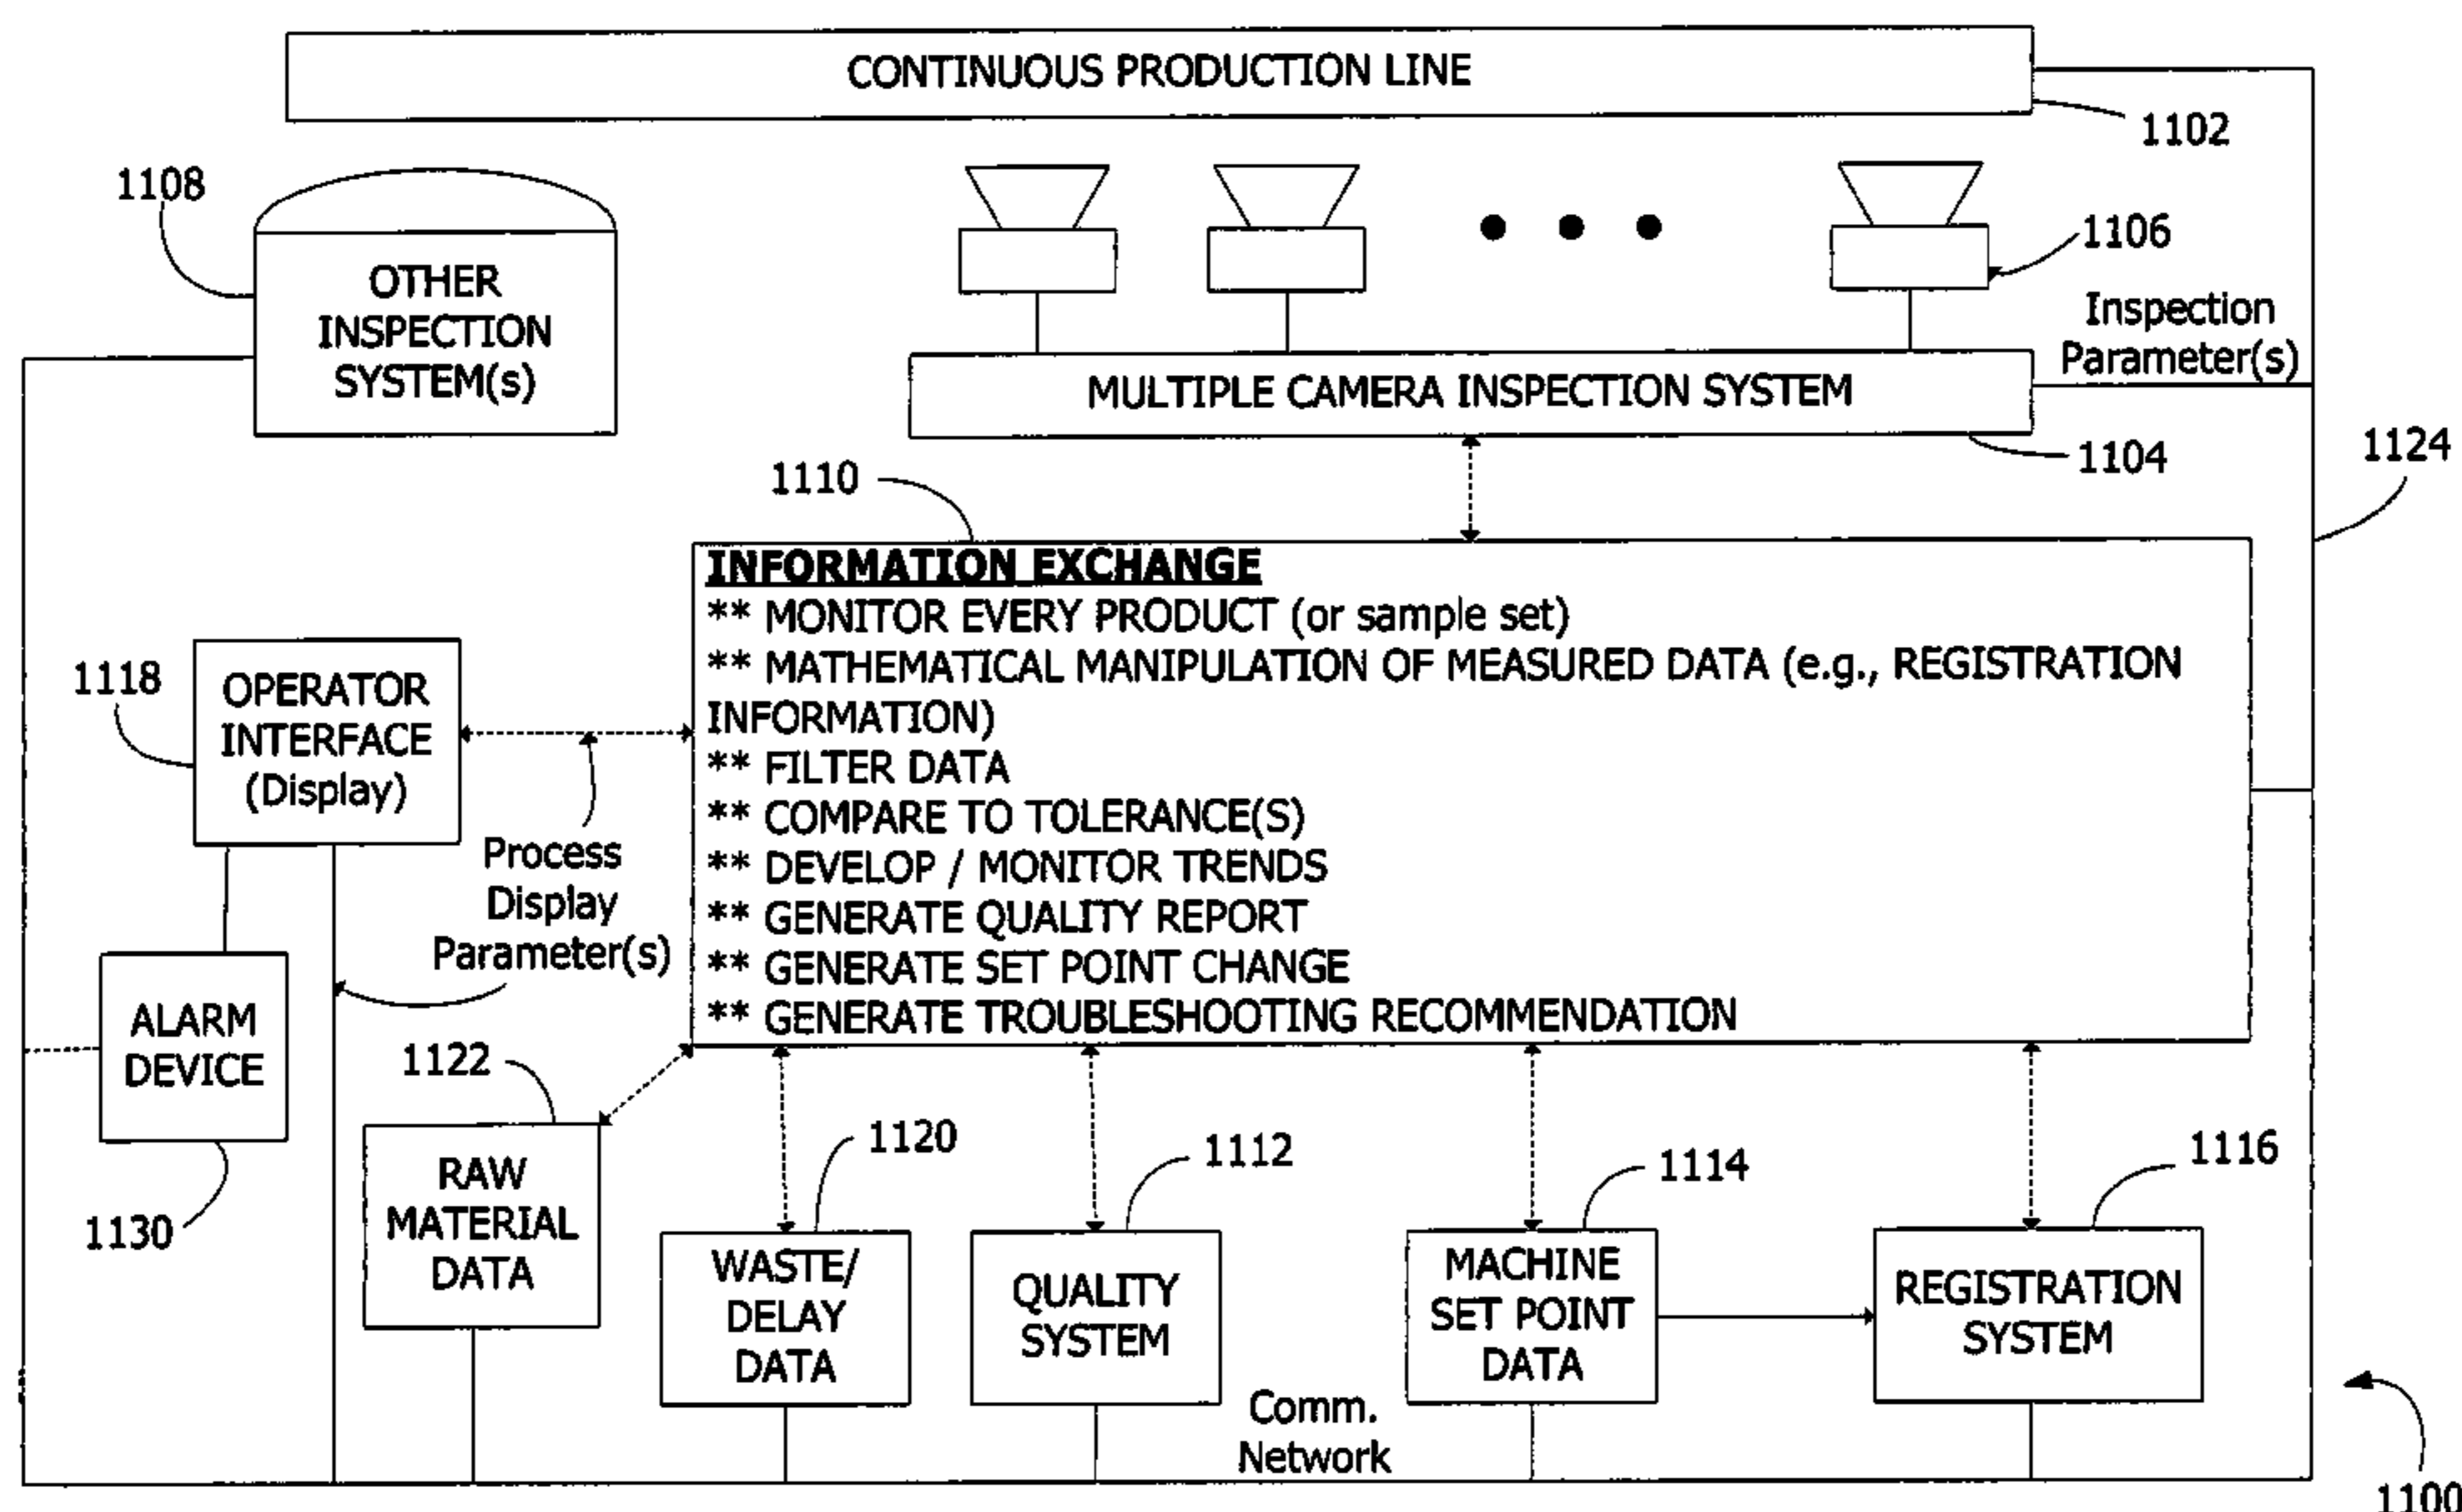 CONTINUOUS PRODUCTION LINE
1102
1108
1106
OTHER
INSPECTION
SYSTEM(s)
Inspection
Parameter(s)
MULTIPLE CAMERA INSPECTION SYSTEM
1104
1124
1110
INFORMATION EXCHANGE
** MONITOR EVERY PRODUCT (or sample set)
** MATHEMATICAL MANIPULATION OF MEASURED DATA (e.g., REGISTRATION
INFORMATION)
** FILTER DATA
** COMPARE TO TOLERANCE(S)
** DEVELOP / MONITOR TRENDS
** GENERATE QUALITY REPORT
** GENERATE SET POINT CHANGE
** GENERATE TROUBLESHOOTING RECOMMENDATION
1118
OPERATOR
INTERFACE
(Display)
Process
Display
Parameter(s)
ALARM
DEVICE
1130
1122
RAW
MATERIAL
DATA
1120
WASTE/
DELAY
DATA
1112
QUALITY
SYSTEM
1114
MACHINE
SET POINT
DATA
1116
REGISTRATION
SYSTEM
Comm.
Network
1100